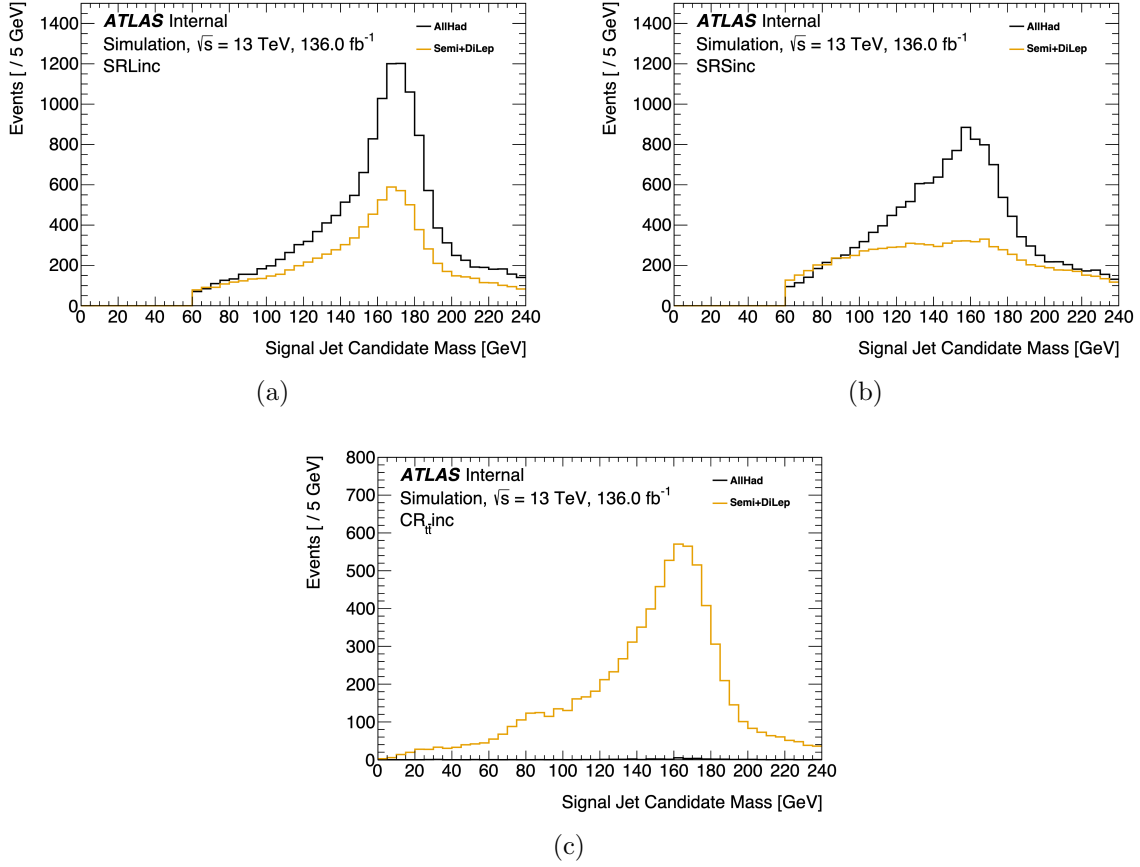 Events [ / 5 GeV]
1400
1200
1000
800
600
400
200
0
ATLAS Internal
Simulation, √s = 13 TeV, 136.0 fb⁻¹
SRLinc
AllHad
Semi+DiLep
0 20 40 60 80 100 120 140 160 180 200 220 240
Signal Jet Candidate Mass [GeV]
(a)
Events [ / 5 GeV]
1400
1200
1000
800
600
400
200
0
ATLAS Internal
Simulation, √s = 13 TeV, 136.0 fb⁻¹
SRSinc
AllHad
Semi+DiLep
0 20 40 60 80 100 120 140 160 180 200 220 240
Signal Jet Candidate Mass [GeV]
(b)
Events [ / 5 GeV]
800
700
600
500
400
300
200
100
0
ATLAS Internal
Simulation, √s = 13 TeV, 136.0 fb⁻¹
CR_tt̄inc
AllHad
Semi+DiLep
0 20 40 60 80 100 120 140 160 180 200 220 240
Signal Jet Candidate Mass [GeV]
(c)